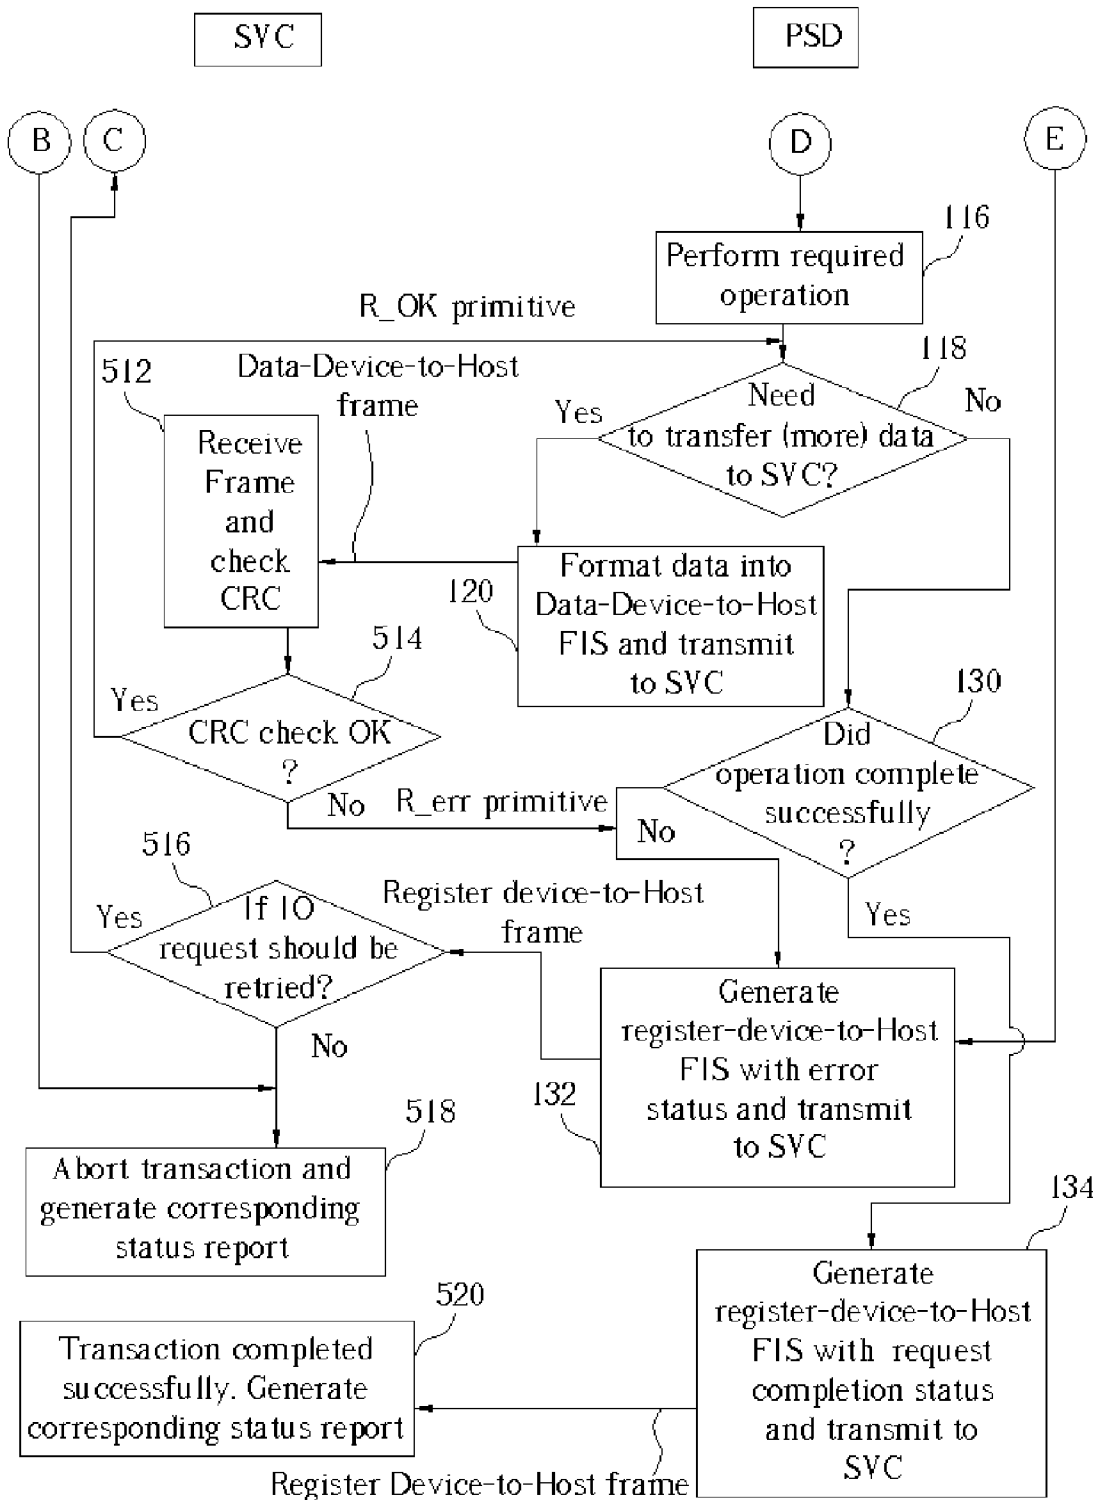 SVC
PSD
B
C
D
E
116
Perform required
operation
R_OK primitive
118
512
Data-Device-to-Host
frame
Need
to transfer (more) data
to SVC?
Yes
No
Receive
Frame
and
check
CRC
120
Format data into
Data-Device-to-Host
FIS and transmit
to SVC
514
Yes
CRC check OK
?
No
R_err primitive
130
Did
operation complete
successfully
?
No
Yes
516
Yes
If IO
request should be
retried?
No
Register device-to-Host
frame
Generate
register-device-to-Host
FIS with error
status and transmit
to SVC
132
518
Abort transaction and
generate corresponding
status report
134
Generate
register-device-to-Host
FIS with request
completion status
and transmit to
SVC
520
Transaction completed
successfully. Generate
corresponding status report
Register Device-to-Host frame